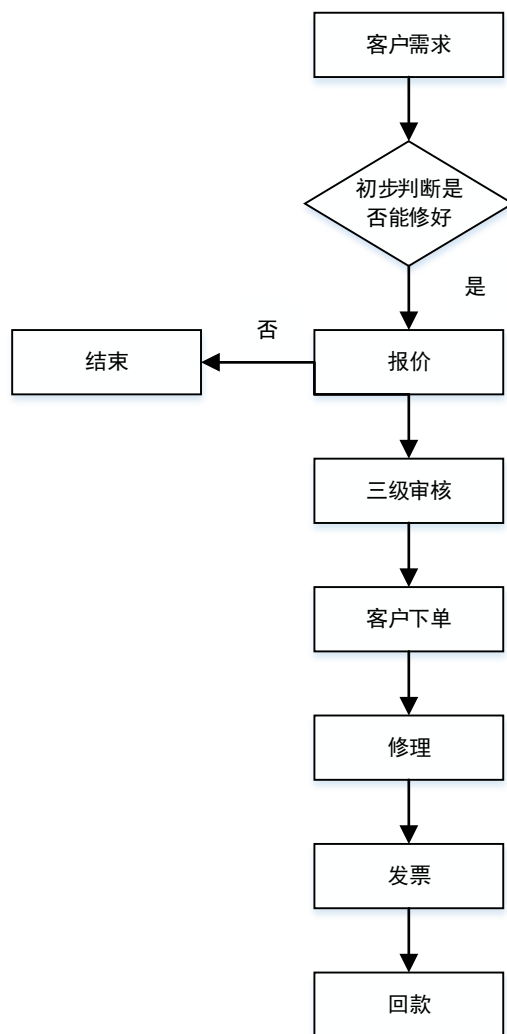 客户需求
初步判断是
否能修好
是
否
结束
报价
三级审核
客户下单
修理
发票
回款